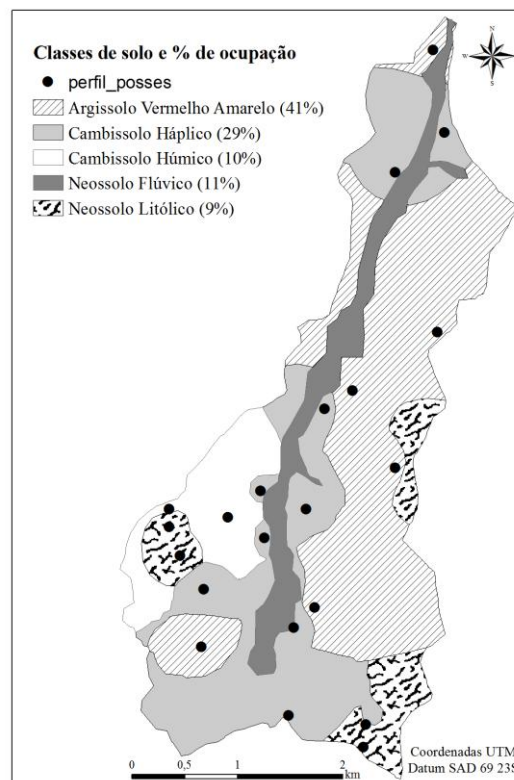 Classes de solo e % de ocupação
perfil_posses
Argissolo Vermelho Amarelo (41%)
Cambissolo Háplico (29%)
Cambissolo Húmico (10%)
Neossolo Flúvico (11%)
Neossolo Litólico (9%)
N
W E
S
0 0,5 1 2
km
Coordenadas UTM
Datum SAD 69 23S